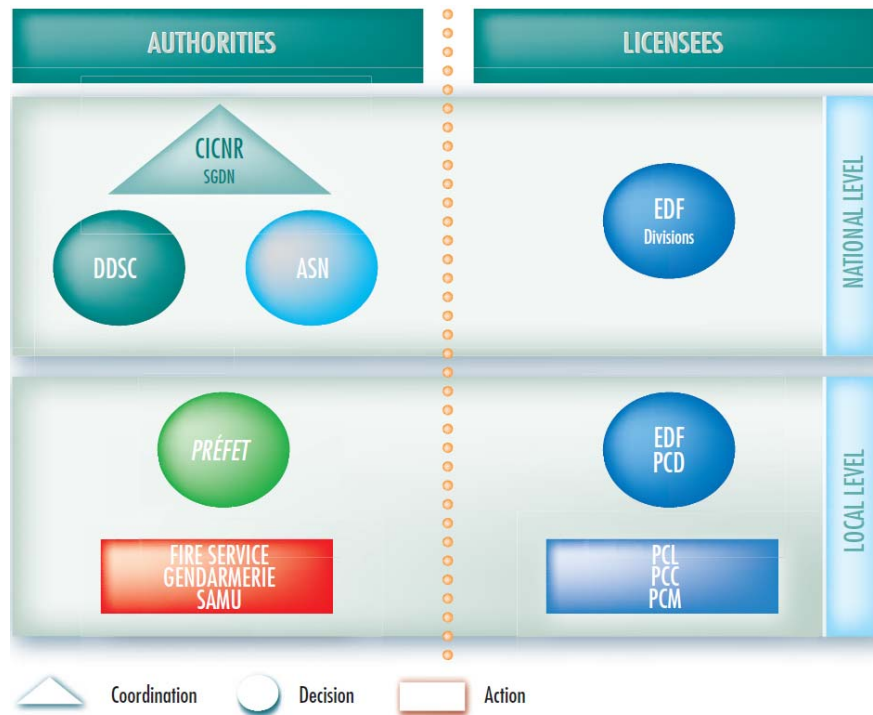 AUTHORITIES
LICENSEES
CICNR
SGDN
DDSC
ASN
EDF
Divisions
NATIONAL LEVEL
PRÉFET
FIRE SERVICE
GENDARMERIE
SAMU
EDF
PCD
PCL
PCC
PCM
LOCAL LEVEL
Coordination
Decision
Action